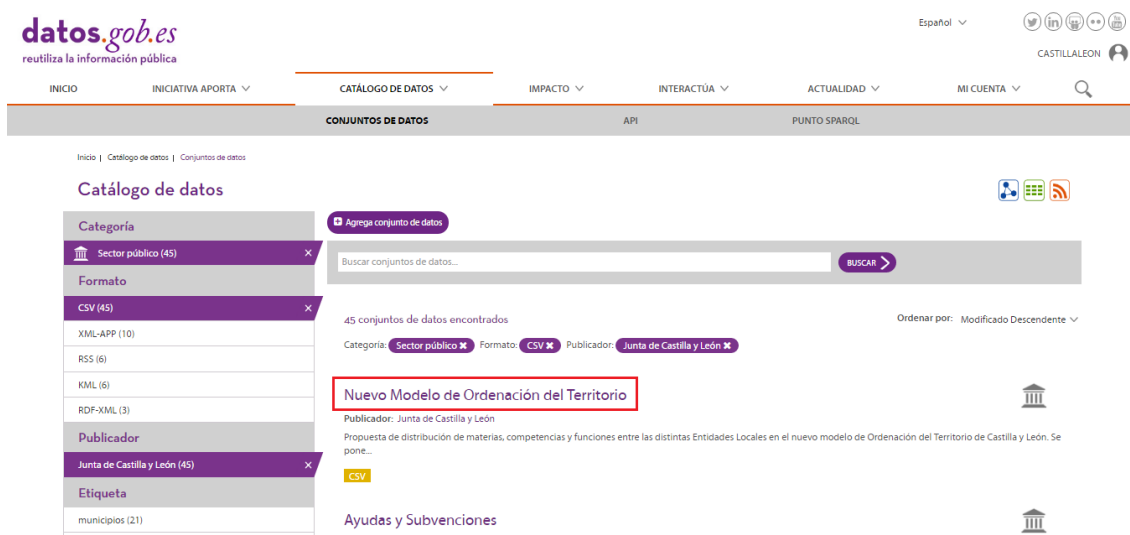 datos.gob.es
reutiliza la información pública
Español
CASTILLALEON
INICIO
INICIATIVA APORTA
CATÁLOGO DE DATOS
IMPACTO
INTERACTÚA
ACTUALIDAD
MI CUENTA
CONJUNTOS DE DATOS
API
PUNTO SPARQL
Inicio | Catálogo de datos | Conjuntos de datos
Catálogo de datos
Categoría
Sector público (45)
Formato
CSV (45)
XML-APP (10)
RSS (6)
KML (6)
RDF-XML (3)
Publicador
Junta de Castilla y León (45)
Etiqueta
municipios (21)
Agrega conjunto de datos
Buscar conjuntos de datos...
BUSCAR
45 conjuntos de datos encontrados
Ordenar por: Modificado Descendente
Categoría: Sector público Formato: CSV Publicador: Junta de Castilla y León
Nuevo Modelo de Ordenación del Territorio
Publicador: Junta de Castilla y León
Propuesta de distribución de materias, competencias y funciones entre las distintas Entidades Locales en el nuevo modelo de Ordenación del Territorio de Castilla y León. Se
pone...
CSV
Ayudas y Subvenciones